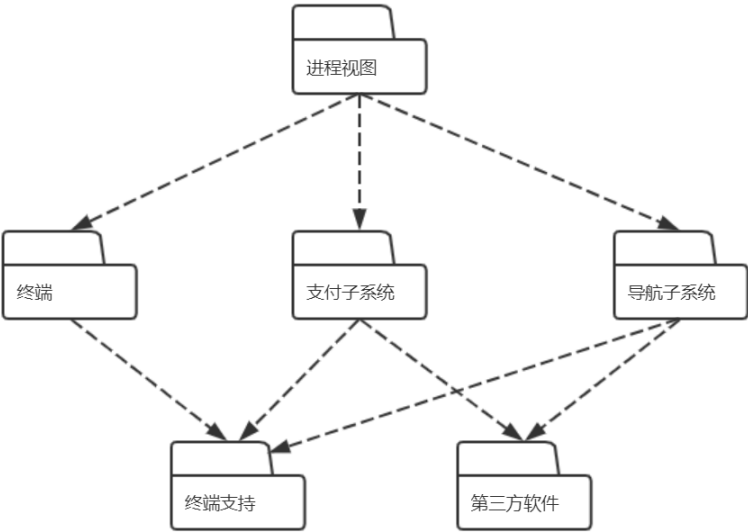 进程视图
终端
支付子系统
导航子系统
终端支持
第三方软件